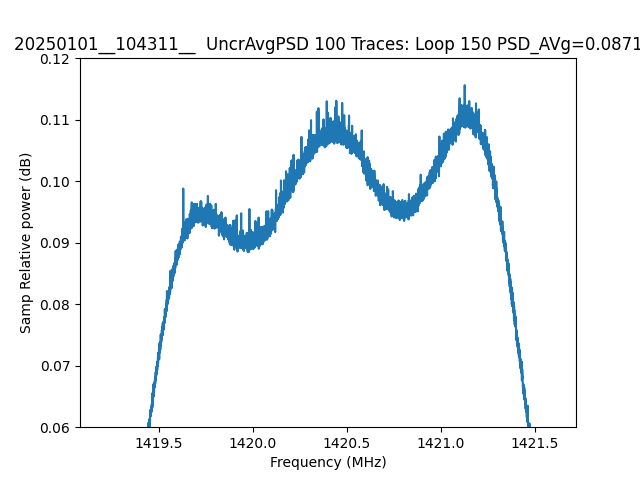 20250101__104311__  UncrAvgPSD 100 Traces: Loop 150 PSD_AVg=0.0871
0.12
0.11
0.10
0.09
0.08
0.07
0.06
Samp Relative power (dB)
1419.5 1420.0 1420.5 1421.0 1421.5
Frequency (MHz)